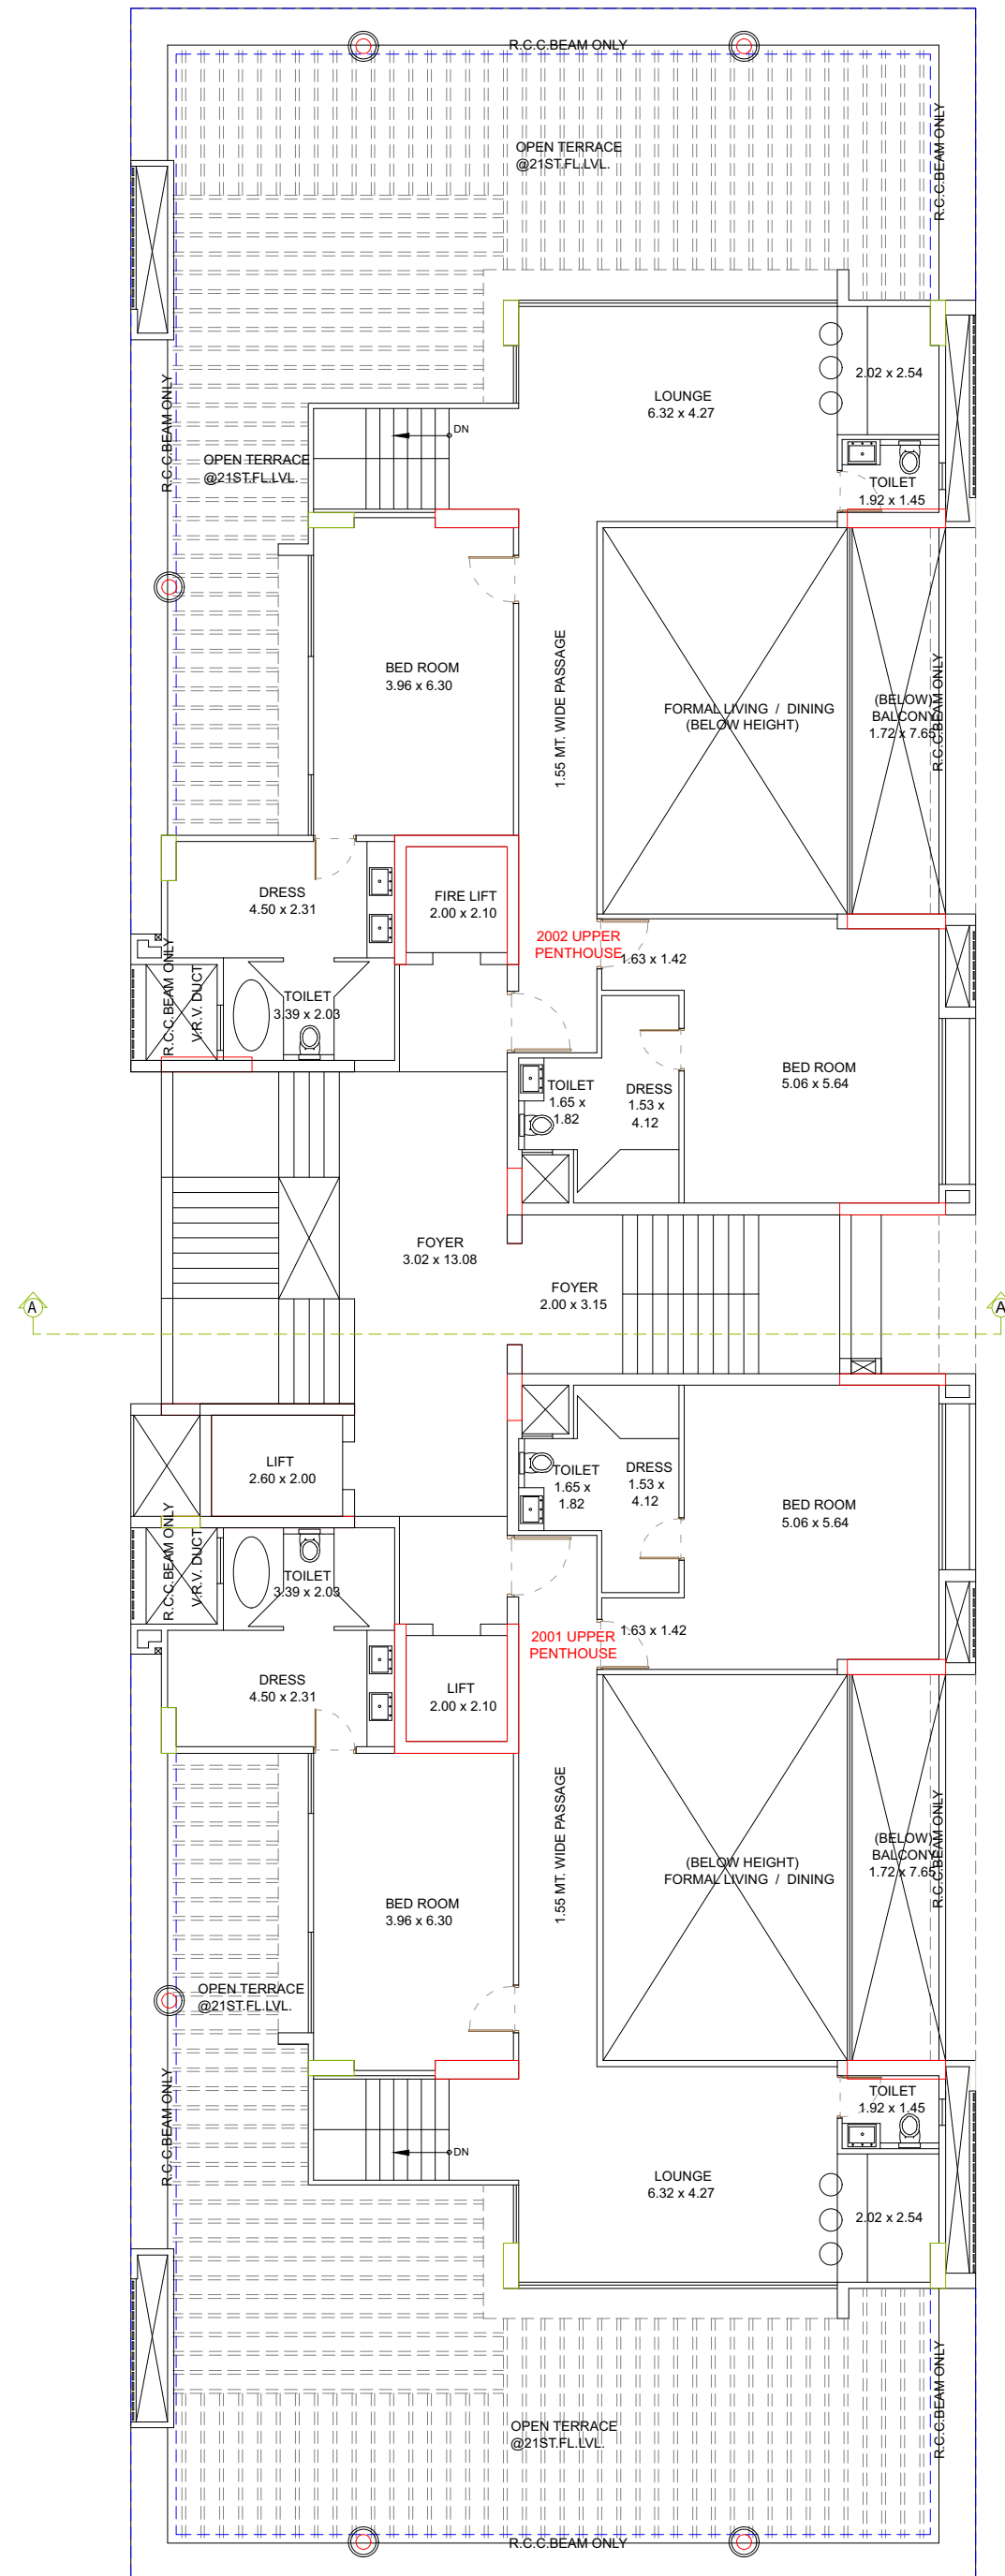 R.C.C.BEAM ONLY
R.C.C.BEAM ONLY
OPEN TERRACE
@21ST.FL.LVL.
2.02 x 2.54
LOUNGE
6.32 x 4.27
R.C.C.BEAM ONLY
DN
OPEN TERRACE
@21ST.FL.LVL.
TOILET
1.92 x 1.45
BED ROOM
3.96 x 6.30
1.55 MT. WIDE PASSAGE
FORMAL LIVING / DINING
(BELOW HEIGHT)
(BELOW)
BALCONY
1.72 x 7.65
R.C.C.BEAM ONLY
DRESS
4.50 x 2.31
FIRE LIFT
2.00 x 2.10
2002 UPPER
PENTHOUSE
1.63 x 1.42
R.C.C.BEAM ONLY
V.R.V. DUCT
TOILET
3.39 x 2.03
BED ROOM
5.06 x 5.64
TOILET
1.65 x
1.82
DRESS
1.53 x
4.12
FOYER
3.02 x 13.08
FOYER
2.00 x 3.15
A
A
LIFT
2.60 x 2.00
TOILET
1.65 x
1.82
DRESS
1.53 x
4.12
BED ROOM
5.06 x 5.64
R.C.C.BEAM ONLY
V.R.V. DUCT
TOILET
3.39 x 2.03
2001 UPPER
PENTHOUSE
1.63 x 1.42
DRESS
4.50 x 2.31
LIFT
2.00 x 2.10
1.55 MT. WIDE PASSAGE
(BELOW HEIGHT)
FORMAL LIVING / DINING
(BELOW)
BALCONY
1.72 x 7.65
R.C.C.BEAM ONLY
BED ROOM
3.96 x 6.30
OPEN TERRACE
@21ST.FL.LVL.
R.C.C.BEAM ONLY
TOILET
1.92 x 1.45
DN
LOUNGE
6.32 x 4.27
2.02 x 2.54
R.C.C.BEAM ONLY
OPEN TERRACE
@21ST.FL.LVL.
R.C.C.BEAM ONLY